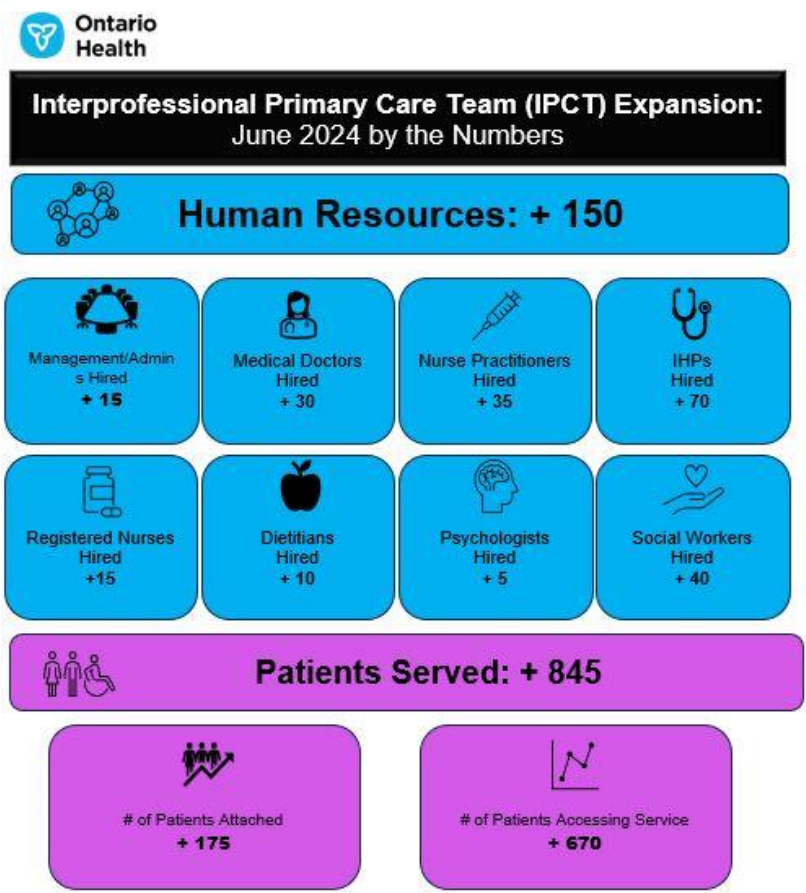 Ontario
Health
Interprofessional Primary Care Team (IPCT) Expansion:
June 2024 by the Numbers
Human Resources: + 150
Management/Admin
s Hired
+ 15
Medical Doctors
Hired
+ 30
Nurse Practitioners
Hired
+ 35
IHPs
Hired
+ 70
Registered Nurses
Hired
+15
Dietitians
Hired
+ 10
Psychologists
Hired
+ 5
Social Workers
Hired
+ 40
Patients Served: + 845
# of Patients Attached
+ 175
# of Patients Accessing Service
+ 670